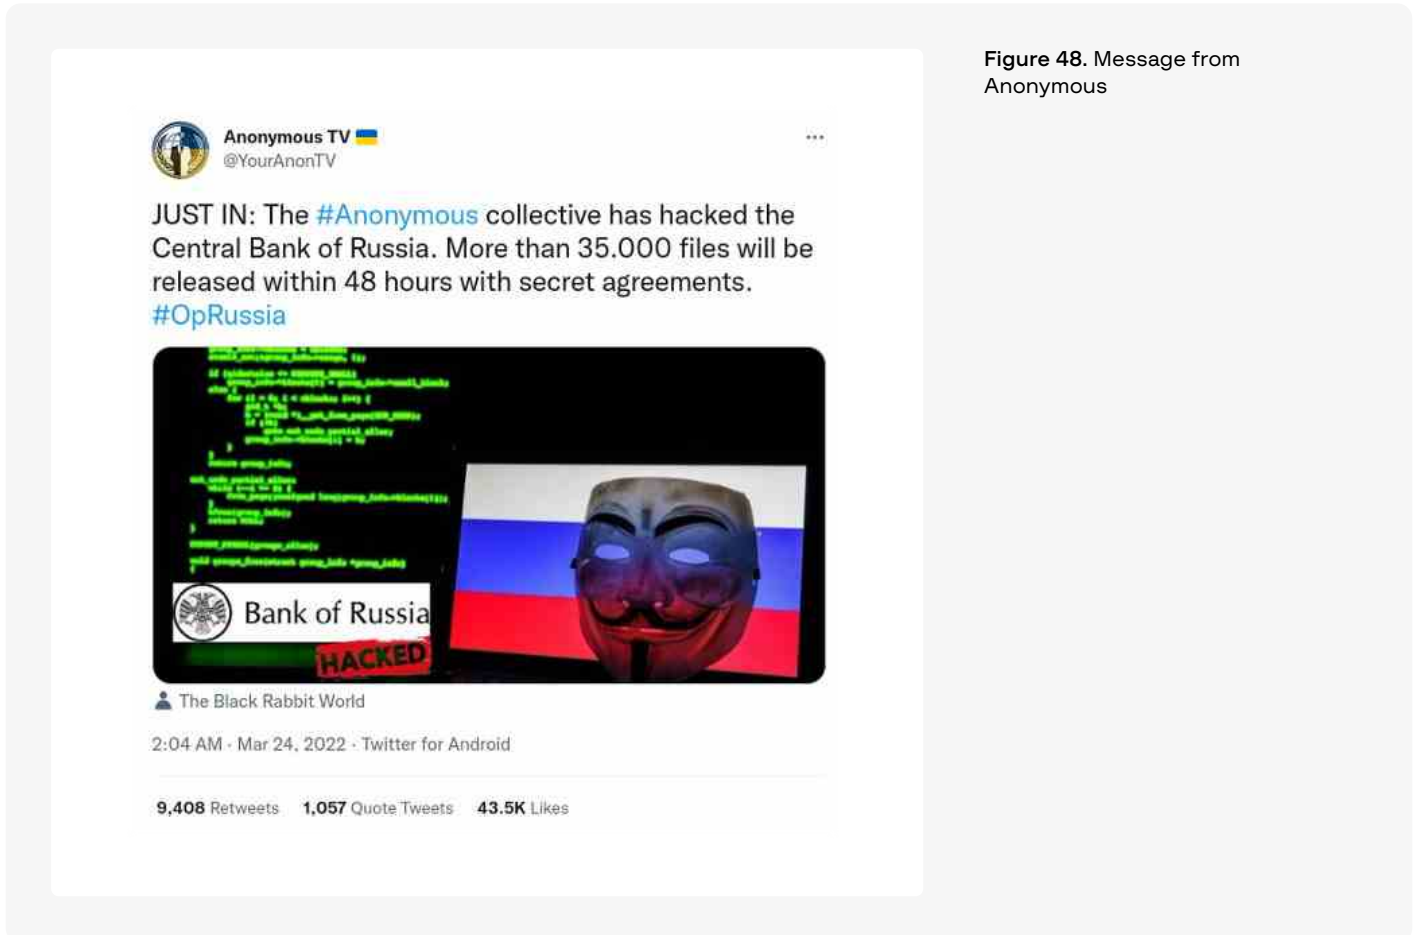 Figure 48. Message from
Anonymous
Anonymous TV
@YourAnonTV
JUST IN: The #Anonymous collective has hacked the
Central Bank of Russia. More than 35.000 files will be
released within 48 hours with secret agreements.
#OpRussia
else {
Bank of Russia
HACKED
The Black Rabbit World
2:04 AM · Mar 24, 2022 · Twitter for Android
9,408 Retweets 1,057 Quote Tweets 43.5K Likes